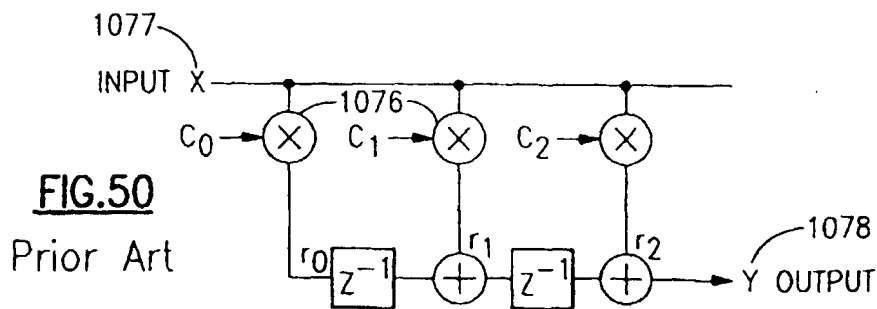 1077
INPUT X
1076
C0 × C1 × C2 ×
FIG.50
Prior Art
r0 Z−1 + r1 Z−1 + r2
1078
Y OUTPUT